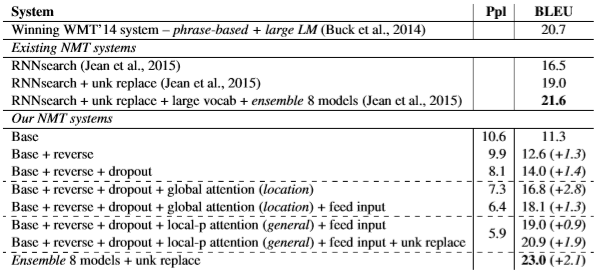 System Ppl BLEU
Winning WMT'14 system – phrase-based + large LM (Buck et al., 2014) 20.7
Existing NMT systems
RNNsearch (Jean et al., 2015) 16.5
RNNsearch + unk replace (Jean et al., 2015) 19.0
RNNsearch + unk replace + large vocab + ensemble 8 models (Jean et al., 2015) 21.6
Our NMT systems
Base 10.6 11.3
Base + reverse 9.9 12.6 (+1.3)
Base + reverse + dropout 8.1 14.0 (+1.4)
Base + reverse + dropout + global attention (location) 7.3 16.8 (+2.8)
Base + reverse + dropout + global attention (location) + feed input 6.4 18.1 (+1.3)
Base + reverse + dropout + local-p attention (general) + feed input 5.9 19.0 (+0.9)
Base + reverse + dropout + local-p attention (general) + feed input + unk replace 20.9 (+1.9)
Ensemble 8 models + unk replace 23.0 (+2.1)